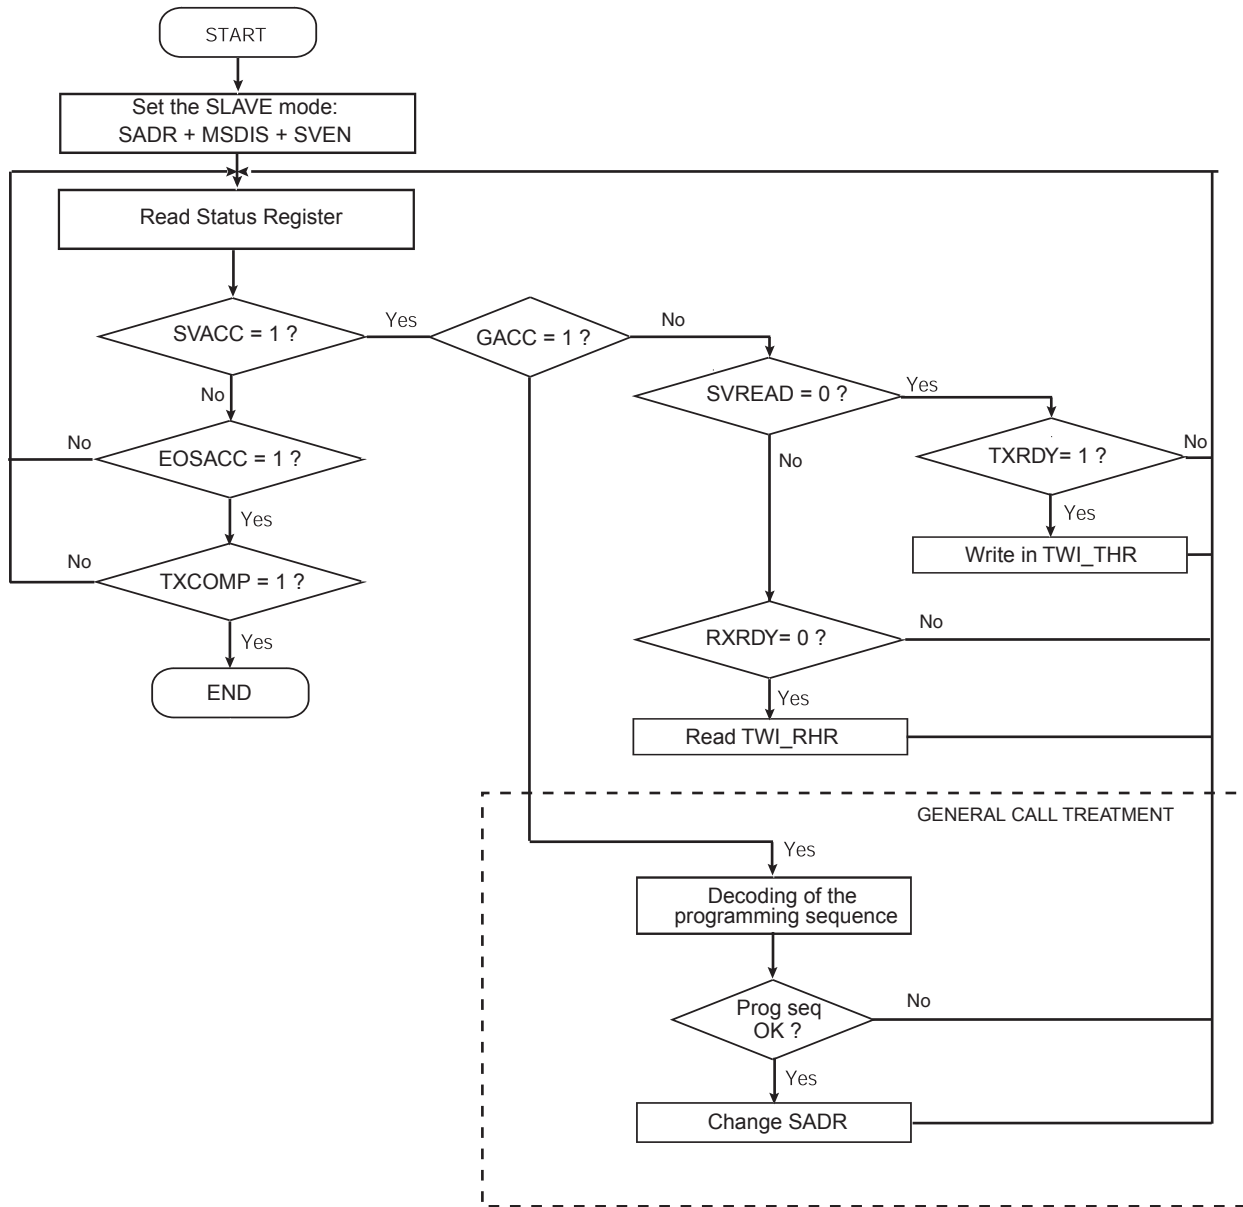 START
Set the SLAVE mode:
SADR + MSDIS + SVEN
Read Status Register
SVACC = 1 ?
Yes
GACC = 1 ?
No
SVREAD = 0 ?
Yes
No
EOSACC = 1 ?
No
TXRDY= 1 ?
No
No
Yes
Yes
Write in TWI_THR
TXCOMP = 1 ?
No
Yes
END
RXRDY= 0 ?
No
Yes
Read TWI_RHR
GENERAL CALL TREATMENT
Yes
Decoding of the
programming sequence
Prog seq
OK ?
No
Yes
Change SADR